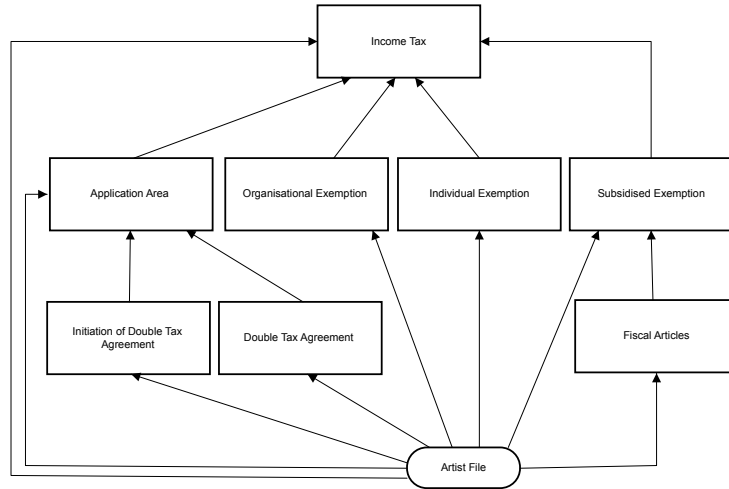 Income Tax
Application Area
Organisational Exemption
Individual Exemption
Subsidised Exemption
Initiation of Double Tax
Agreement
Double Tax Agreement
Fiscal Articles
Artist File